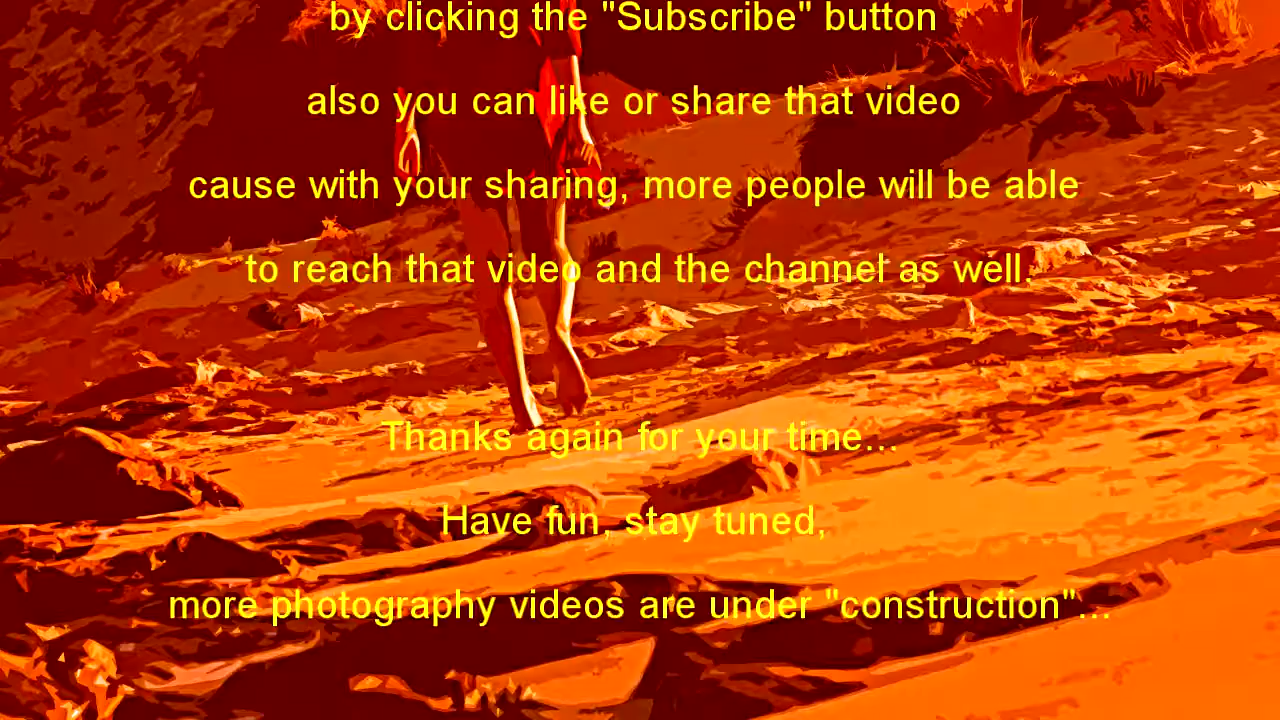 by clicking the "Subscribe" button
also you can like or share that video
cause with your sharing, more people will be able
to reach that video and the channel as well.
Thanks again for your time...
Have fun, stay tuned,
more photography videos are under "construction"...